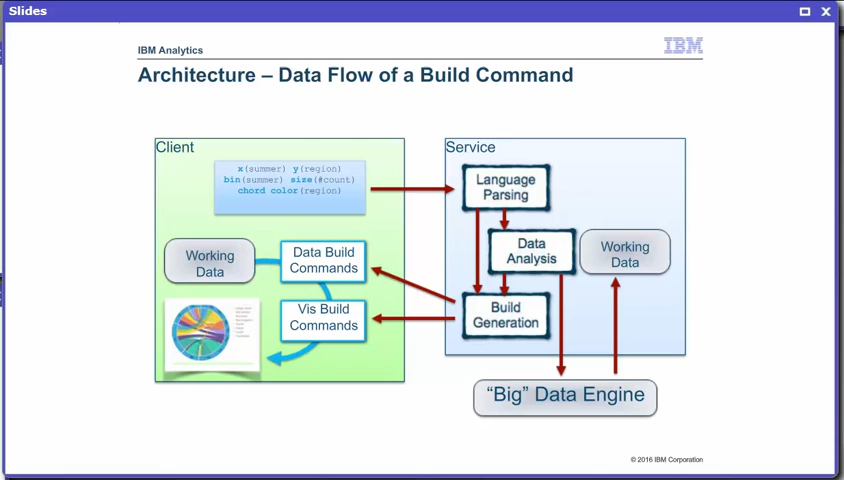 Slides
IBM Analytics
IBM
Architecture – Data Flow of a Build Command
Client
x(summer) y(region)
bin(summer) size(#count)
chord color(region)
Working
Data
Data Build
Commands
Vis Build
Commands
Service
Language
Parsing
Data
Analysis
Working
Data
Build
Generation
“Big” Data Engine
© 2016 IBM Corporation